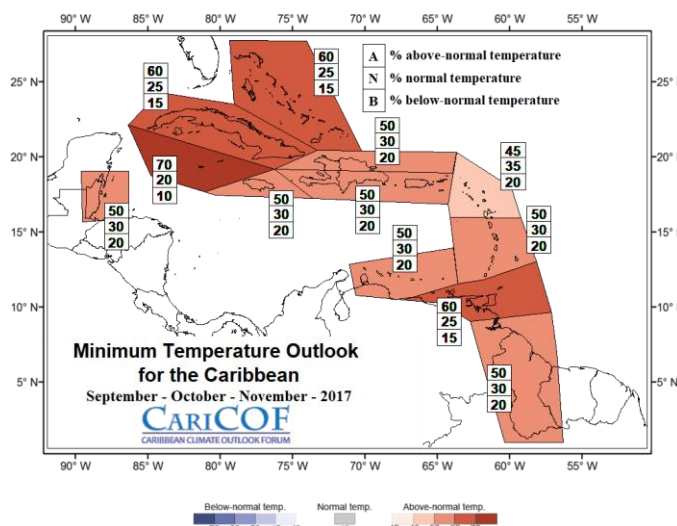 A % above-normal temperature
N % normal temperature
B % below-normal temperature
25° N
20° N
15° N
10° N
5° N
60
25
15
60
25
15
50
30
20
45
35
20
70
20
10
50
30
20
50
30
20
50
30
20
50
30
20
50
30
20
60
25
15
50
30
20
Minimum Temperature Outlook
for the Caribbean
September - October - November - 2017
CARICOF
CARIBBEAN CLIMATE OUTLOOK FORUM
90° W 85° W 80° W 75° W 70° W 65° W 60° W 55° W
Below-normal temp. Normal temp. Above-normal temp.